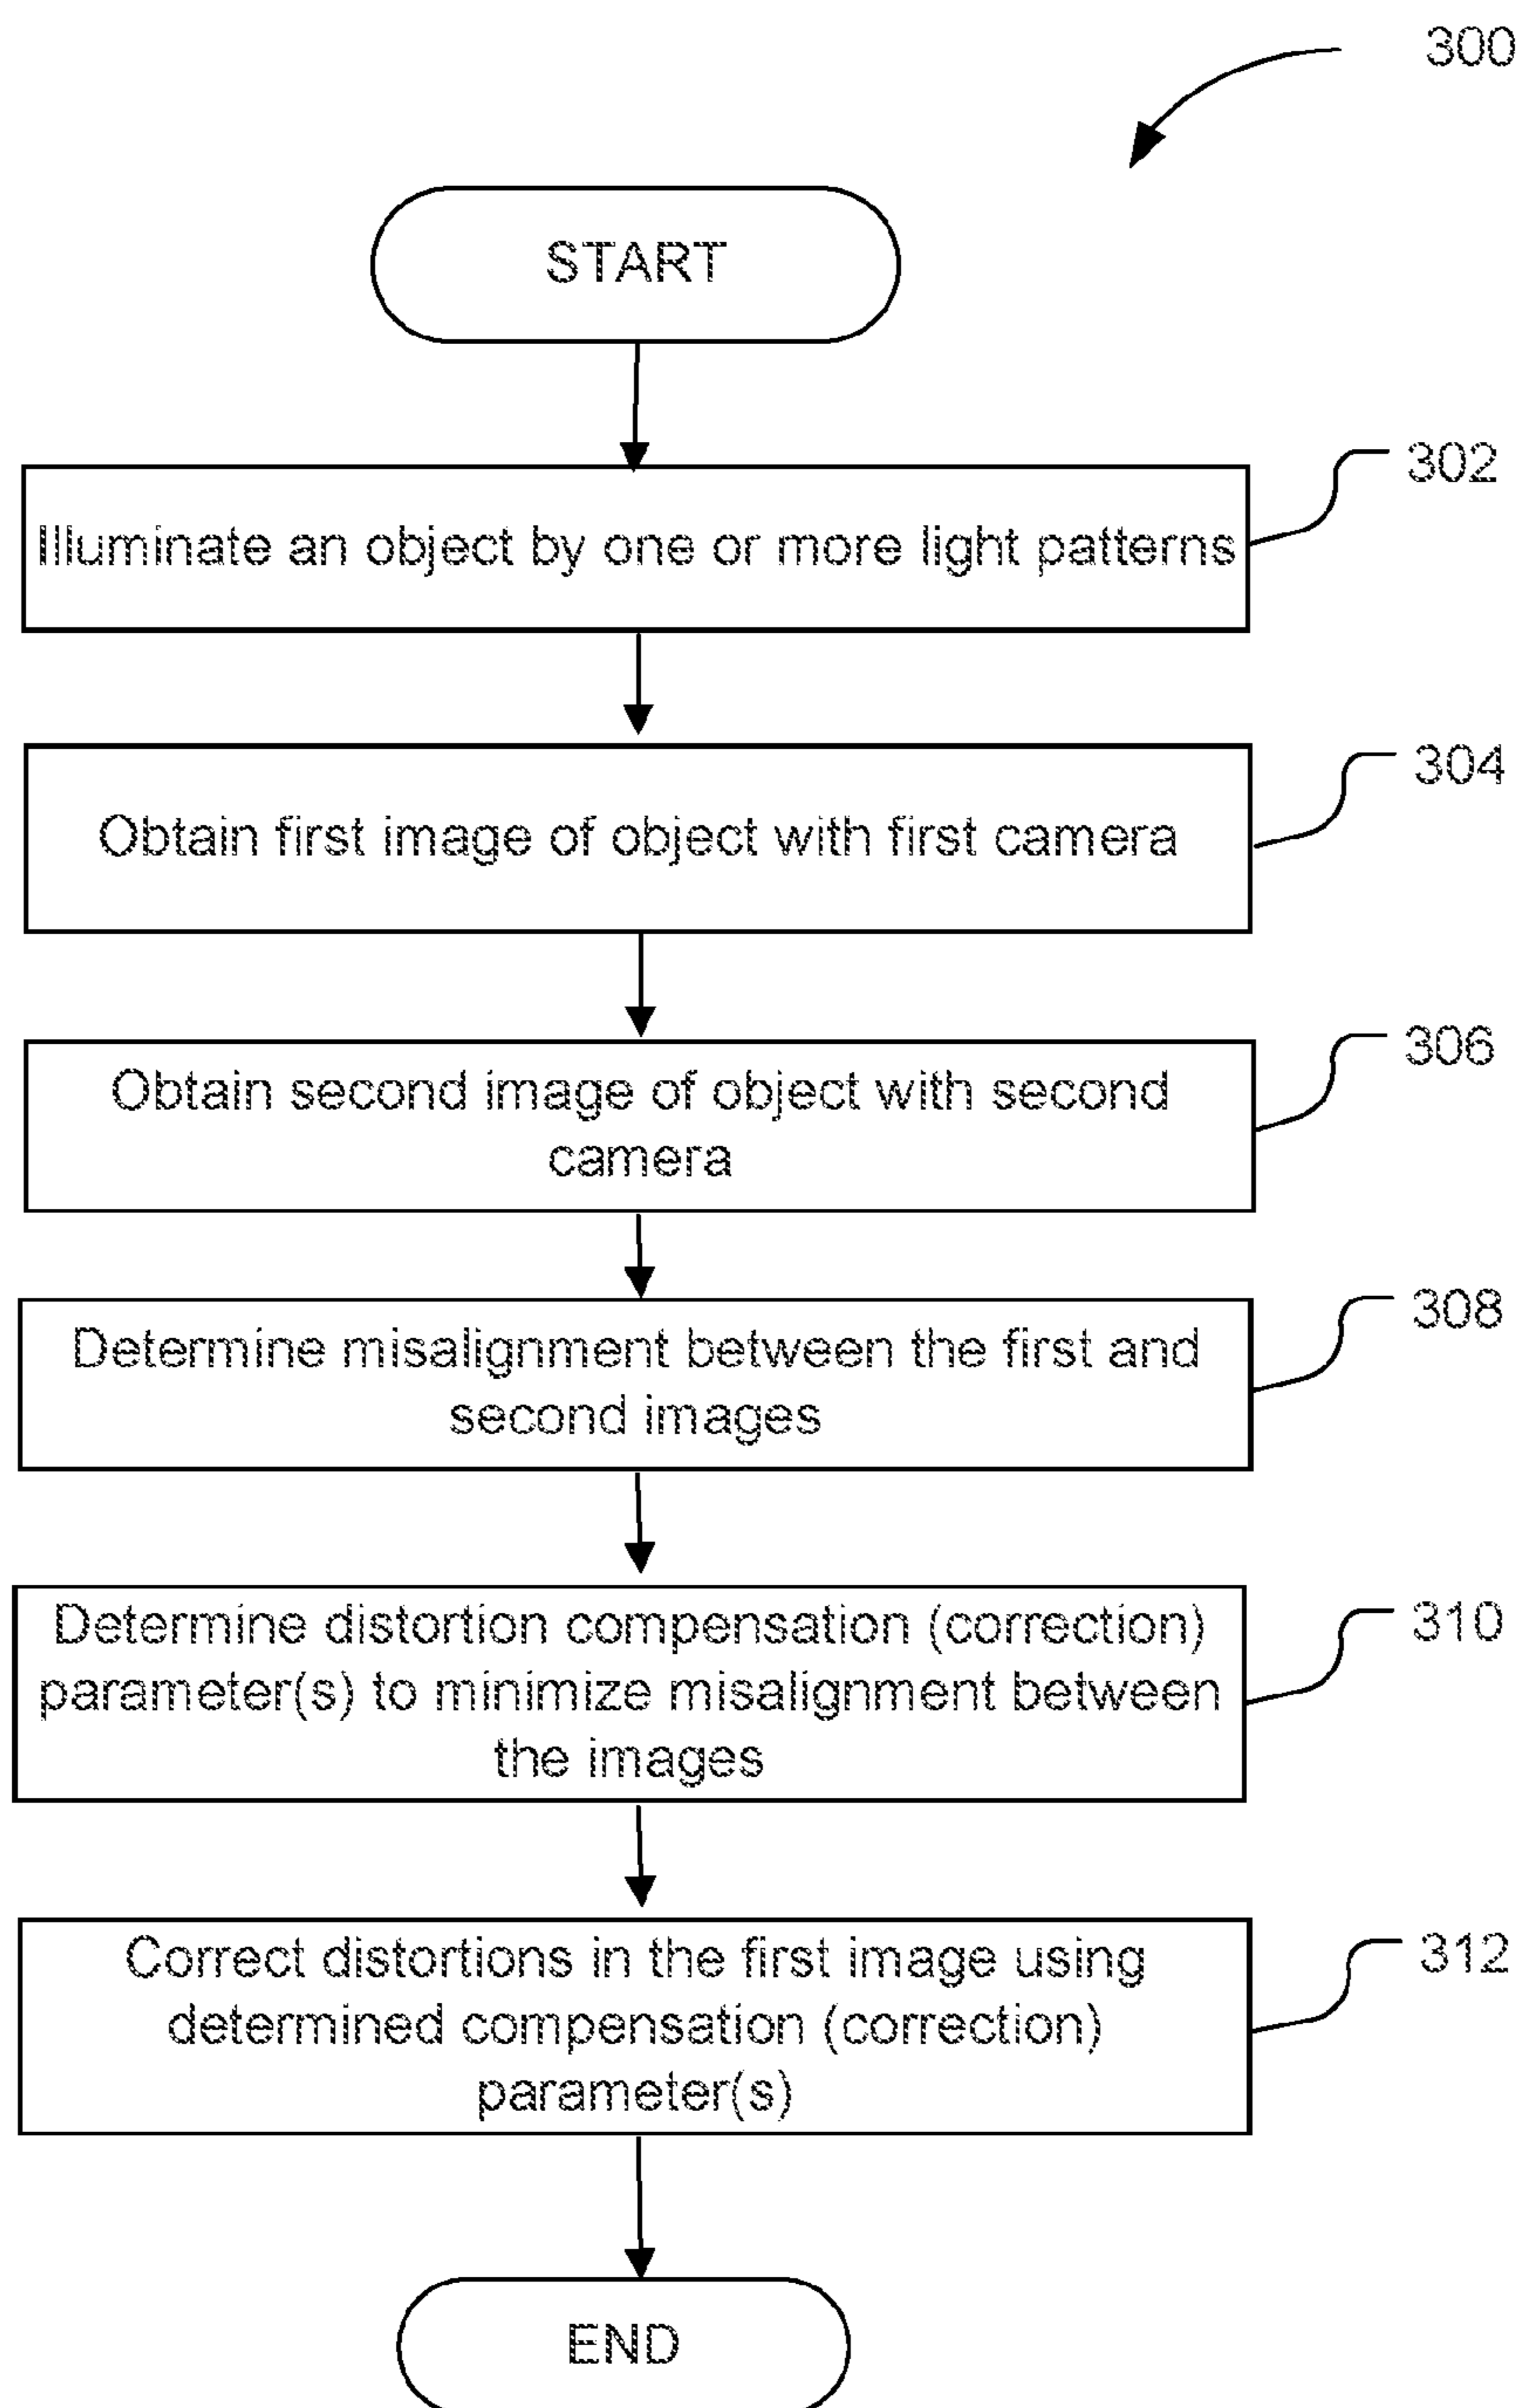 300
START
302
Illuminate an object by one or more light patterns
304
Obtain first image of object with first camera
306
Obtain second image of object with second
camera
308
Determine misalignment between the first and
second images
310
Determine distortion compensation (correction)
parameter(s) to minimize misalignment between
the images
312
Correct distortions in the first image using
determined compensation (correction)
parameter(s)
END